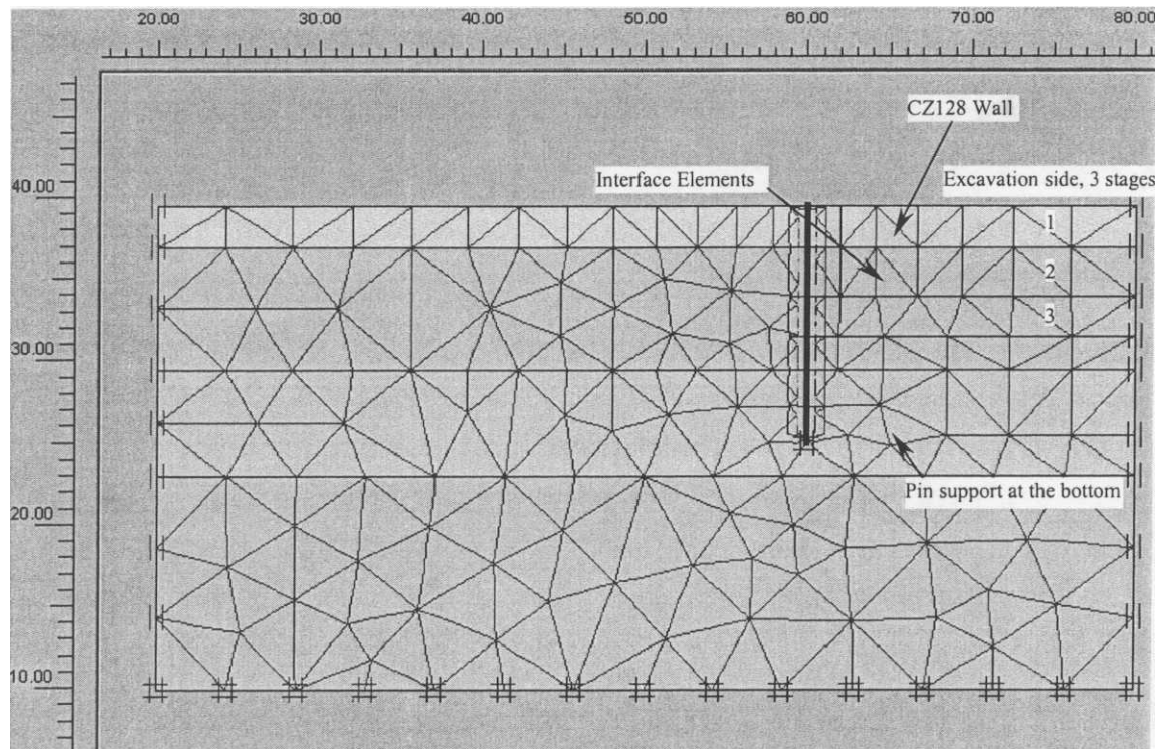 20.00 30.00 40.00 50.00 60.00 70.00 80.00
CZ128 Wall
40.00
Interface Elements
Excavation side, 3 stages
1
2
3
30.00
Pin support at the bottom
20.00
10.00